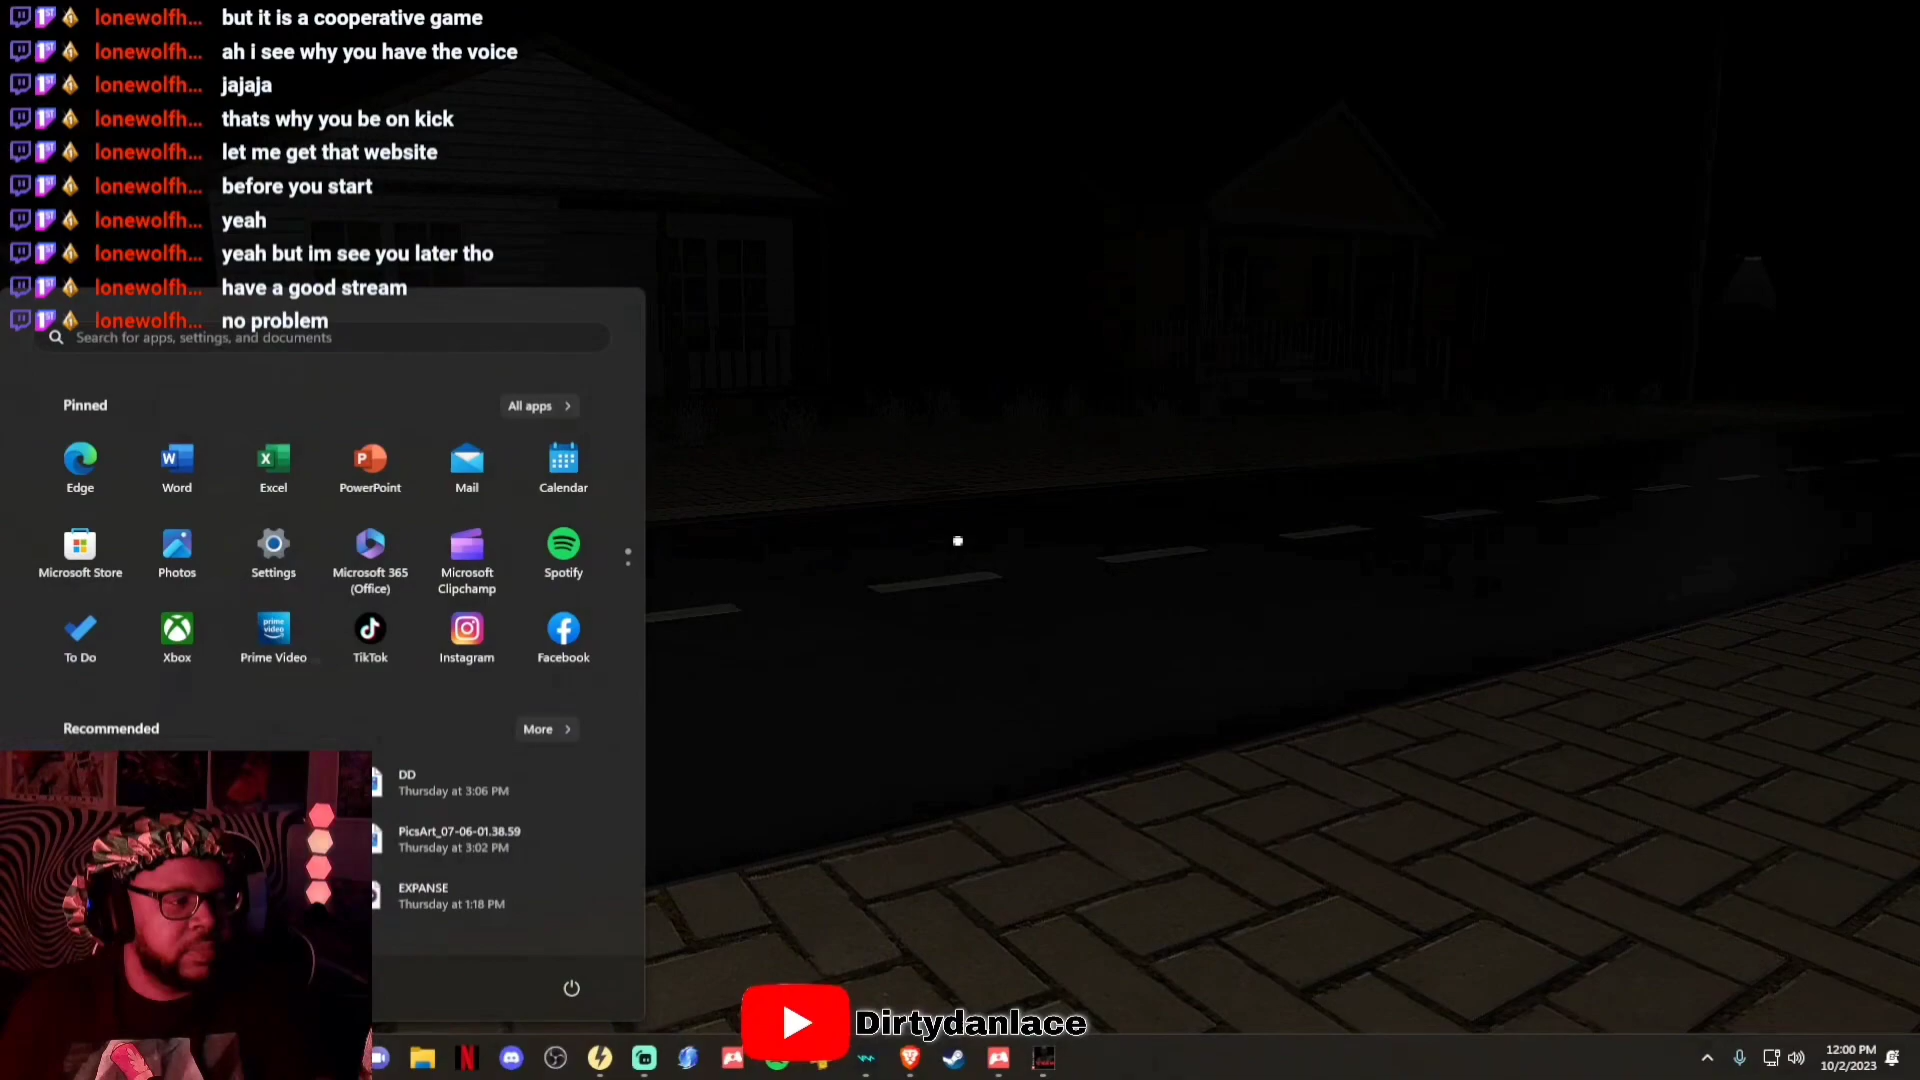 lonewolfh... but it is a cooperative game
lonewolfh... ah i see why you have the voice
lonewolfh... jajaja
lonewolfh... thats why you be on kick
lonewolfh... let me get that website
lonewolfh... before you start
lonewolfh... yeah
lonewolfh... yeah but im see you later tho
lonewolfh... have a good stream
lonewolfh... no problem
Search for apps, settings, and documents
Pinned
All apps
Edge
Word
Excel
PowerPoint
Mail
Calendar
Microsoft Store
Photos
Settings
Microsoft 365
(Office)
Microsoft
Clipchamp
Spotify
To Do
Xbox
prime
video
Prime Video
TikTok
Instagram
Facebook
Recommended
More
DD
Thursday at 3:06 PM
PicsArt_07-06-01.38.59
Thursday at 3:02 PM
EXPANSE
Thursday at 1:18 PM
Dirtydanlace
12:00 PM
10/2/2023